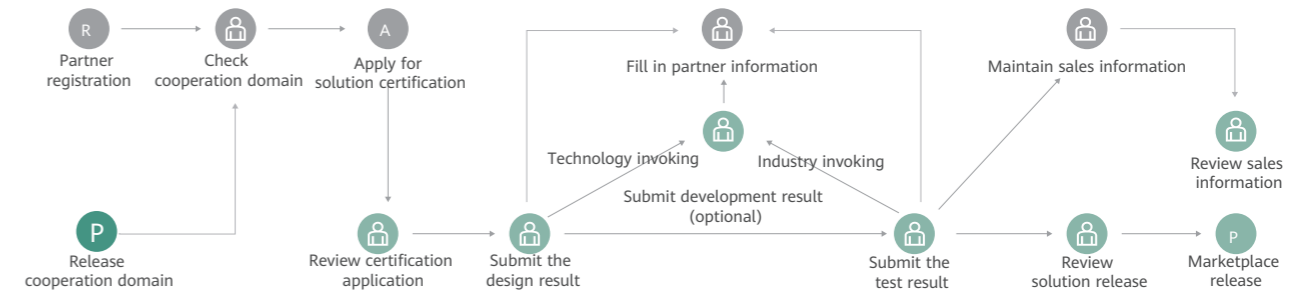 R
A
Partner
registration
Check
cooperation domain
Apply for
solution certification
Fill in partner information
Maintain sales information
Technology invoking
Industry invoking
Review sales
information
Submit development result
(optional)
P
Release
cooperation domain
Review certification
application
Submit the
design result
Submit the
test result
Review
solution release
P
Marketplace
release